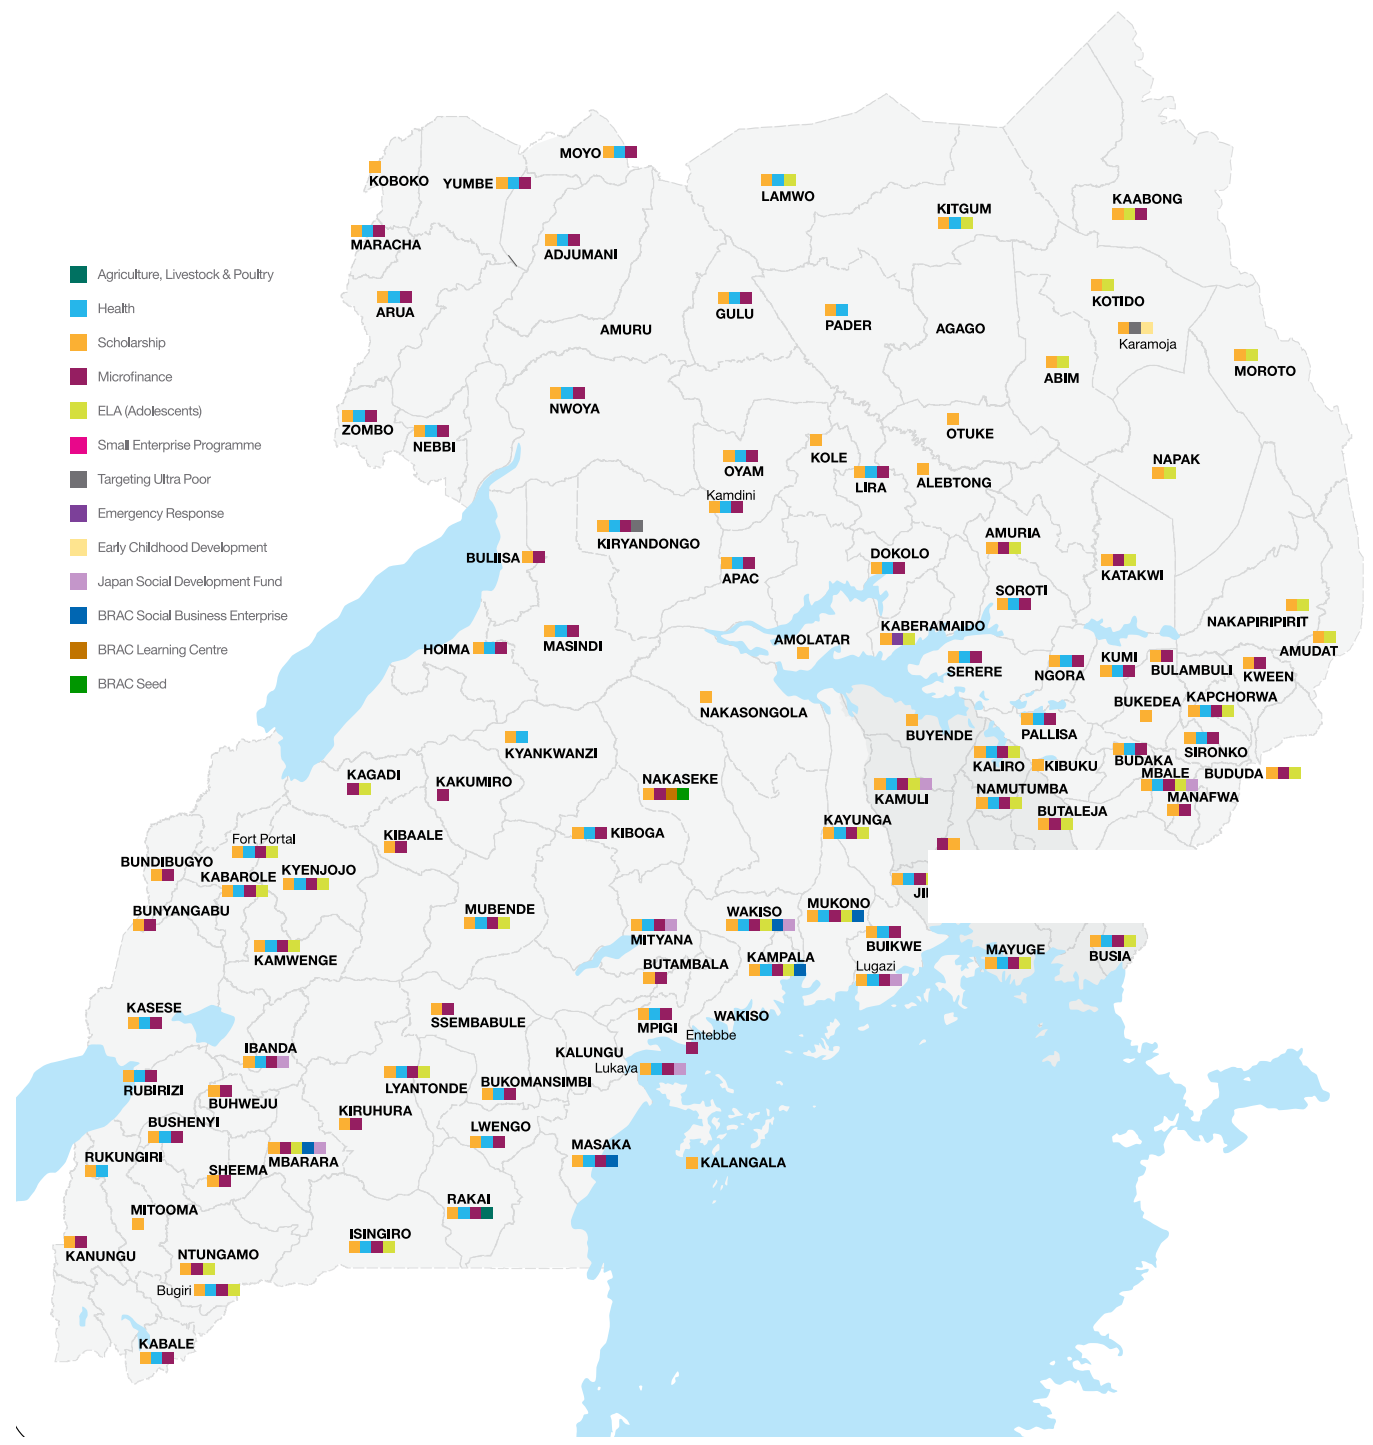 MOYO
KOBOKO
YUMBE
LAMWO
KAABONG
KITGUM
MARACHA
ADJUMANI
Agriculture, Livestock & Poultry
Health
Scholarship
Microfinance
ELA (Adolescents)
Small Enterprise Programme
Targeting Ultra Poor
Emergency Response
Early Childhood Development
Japan Social Development Fund
BRAC Social Business Enterprise
BRAC Learning Centre
BRAC Seed
KOTIDO
ARUA
GULU
PADER
AMURU
AGAGO
Karamoja
MOROTO
ABIM
NWOYA
ZOMBO
NEBBI
OTUKE
KOLE
OYAM
NAPAK
LIRA
ALEBTONG
Kamdini
KIRYANDONGO
AMURIA
BULIISA
DOKOLO
APAC
KATAKWI
SOROTI
NAKAPIRIPIRIT
KABERAMAIDO
AMOLATAR
MASINDI
HOIMA
AMUDAT
KUMI
SERERE
NGORA
BULAMBULI
KWEEN
KAPCHORWA
BUKEDEA
NAKASONGOLA
BUYENDE
PALLISA
SIRONKO
KYANKWANZI
KALIRO
KIBUKU
BUDAKA
MBALE
BUDUDA
KAGADI
KAKUMIRO
NAKASEKE
KAMULI
NAMUTUMBA
MANAFWA
BUTALEJA
KAYUNGA
KIBOGA
KIBAALE
Fort Portal
BUNDIBUGYO
KABAROLE
KYENJOJO
JI
MUKONO
BUNYANGABU
MUBENDE
WAKISO
MITYANA
BUIKWE
MAYUGE
BUSIA
KAMWENGE
BUTAMBALA
KAMPALA
Lugazi
KASESE
SSEMBABULE
MPIGI
WAKISO
Entebbe
IBANDA
KALUNGU
Lukaya
RUBIRIZI
LYANTONDE
BUKOMANSIMBI
BUHWEJU
KIRUHURA
BUSHENYI
LWENGO
MASAKA
RUKUNGIRI
MBARARA
KALANGALA
SHEEMA
RAKAI
MITOOMA
ISINGIRO
KANUNGU
NTUNGAMO
Bugiri
KABALE